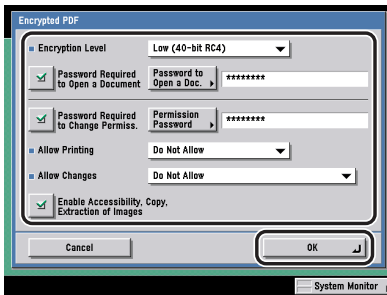 Encrypted PDF
Encryption Level
Low (40-bit RC4)
Password Required
to Open a Document
Password to
Open a Doc.
********
Password Required
to Change Permiss.
Permission
Password
********
Allow Printing
Do Not Allow
Allow Changes
Do Not Allow
Enable Accessibility, Copy,
Extraction of Images
Cancel
OK
System Monitor